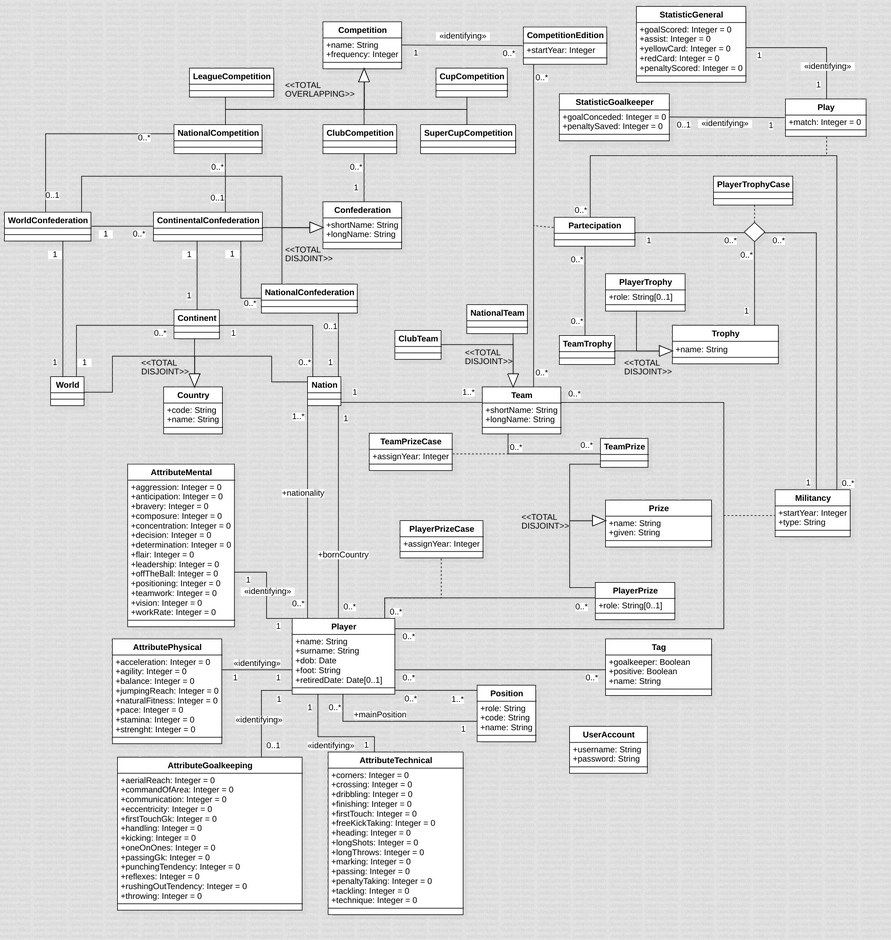 Competition
+name: String
+frequency: Integer
1
«identifying»
0..*
CompetitionEdition
+startYear: Integer
0..*
StatisticGeneral
+goalScored: Integer = 0
+assist: Integer = 0
+yellowCard: Integer = 0
+redCard: Integer = 0
+penaltyScored: Integer = 0
1
«identifying»
1
LeagueCompetition
<<TOTAL
OVERLAPPING>>
CupCompetition
StatisticGoalkeeper
+goalConceded: Integer = 0
+penaltySaved: Integer = 0
0..1
«identifying»
1
Play
+match: Integer = 0
NationalCompetition
0..*
ClubCompetition
SuperCupCompetition
0..*
0..*
1
0..1
0..1
PlayerTrophyCase
WorldConfederation
1
0..*
ContinentalConfederation
Confederation
+shortName: String
+longName: String
0..*
Partecipation
1
0..*
0..*
0..*
0..*
1
1
1
<<TOTAL
DISJOINT>>
0..*
NationalConfederation
1
0..1
PlayerTrophy
+role: String[0..1]
1
NationalTeam
Continent
0..*
1
ClubTeam
<<TOTAL
DISJOINT>>
0..*
TeamTrophy
<<TOTAL
DISJOINT>>
Trophy
+name: String
1
1
<<TOTAL
DISJOINT>>
0..*
1
0..*
World
Country
+code: String
+name: String
Nation
1
1..*
Team
+shortName: String
+longName: String
0..*
1..*
1
TeamPrizeCase
+assignYear: Integer
0..*
0..*
TeamPrize
AttributeMental
+aggression: Integer = 0
+anticipation: Integer = 0
+bravery: Integer = 0
+composure: Integer = 0
+concentration: Integer = 0
+decision: Integer = 0
+determination: Integer = 0
+flair: Integer = 0
+leadership: Integer = 0
+offTheBall: Integer = 0
+positioning: Integer = 0
+teamwork: Integer = 0
+vision: Integer = 0
+workRate: Integer = 0
+nationality
+bornCountry
1
0..*
Militancy
+startYear: Integer
+type: String
<<TOTAL
DISJOINT>>
Prize
+name: String
+given: String
PlayerPrizeCase
+assignYear: Integer
1
«identifying»
0..*
0..*
0..*
0..*
PlayerPrize
+role: String[0..1]
1
Player
+name: String
+surname: String
+dob: Date
+foot: String
+retiredDate: Date[0..1]
0..*
AttributePhysical
+acceleration: Integer = 0
+agility: Integer = 0
+balance: Integer = 0
+jumpingReach: Integer = 0
+naturalFitness: Integer = 0
+pace: Integer = 0
+stamina: Integer = 0
+strenght: Integer = 0
«identifying»
1
1
0..*
0..*
Tag
+goalkeeper: Boolean
+positive: Boolean
+name: String
1
1
0..*
0..*
1..*
+mainPosition
1
Position
+role: String
+code: String
+name: String
«identifying»
0..1
«identifying»
1
UserAccount
+username: String
+password: String
AttributeGoalkeeping
+aerialReach: Integer = 0
+commandOfArea: Integer = 0
+communication: Integer = 0
+eccentricity: Integer = 0
+firstTouchGk: Integer = 0
+handling: Integer = 0
+kicking: Integer = 0
+oneOnOnes: Integer = 0
+passingGk: Integer = 0
+punchingTendency: Integer = 0
+reflexes: Integer = 0
+rushingOutTendency: Integer = 0
+throwing: Integer = 0
AttributeTechnical
+corners: Integer = 0
+crossing: Integer = 0
+dribbling: Integer = 0
+finishing: Integer = 0
+firstTouch: Integer = 0
+freeKickTaking: Integer = 0
+heading: Integer = 0
+longShots: Integer = 0
+longThrows: Integer = 0
+marking: Integer = 0
+passing: Integer = 0
+penaltyTaking: Integer = 0
+tackling: Integer = 0
+technique: Integer = 0